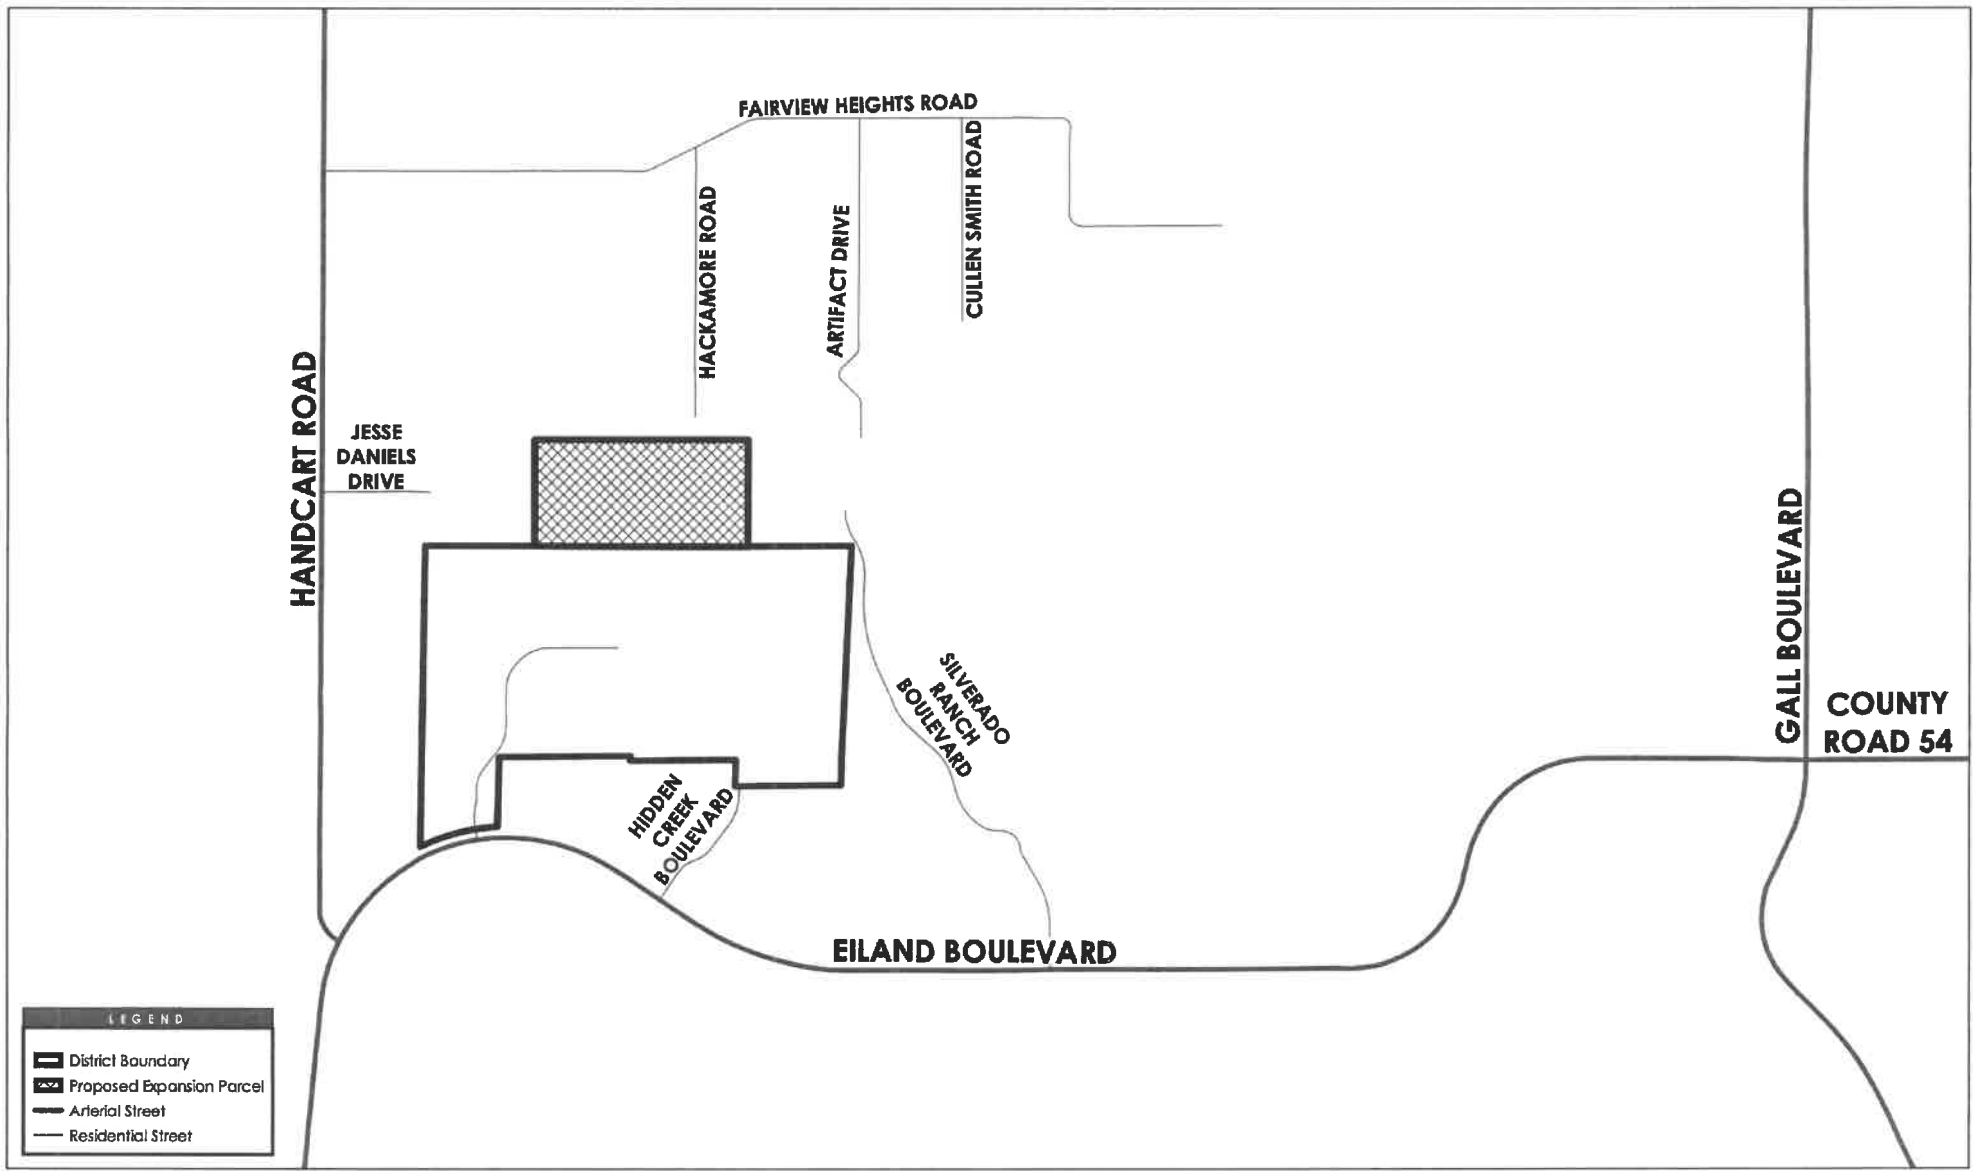 FAIRVIEW HEIGHTS ROAD
HACKAMORE ROAD
ARTIFACT DRIVE
CULLEN SMITH ROAD
HANDCART ROAD
JESSE
DANIELS
DRIVE
SILVERADO
RANCH
BOULEVARD
HIDDEN
CREEK
BOULEVARD
GALL BOULEVARD
COUNTY
ROAD 54
EILAND BOULEVARD
LEGEND
District Boundary
Proposed Expansion Parcel
Arterial Street
Residential Street